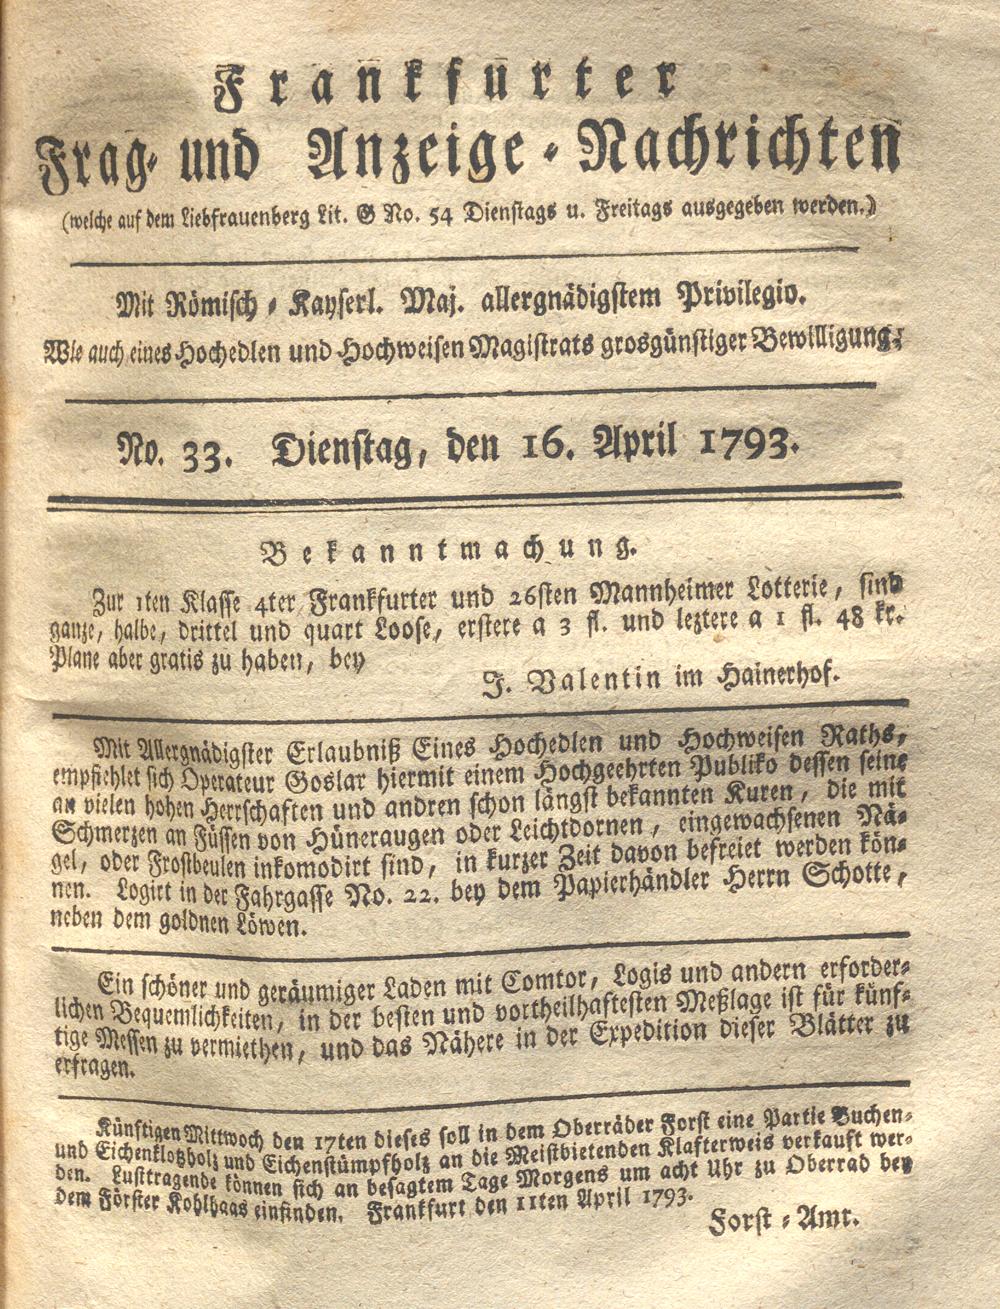 Frankfurter
Frag- und Anzeige-Nachrichten
(welche auf dem Liebfrauenberg Lit. G No. 54 Dienstags u. Freitags ausgegeben werden.)
Mit Römisch-Kayserl. Maj. allergnädigstem Privilegio.
Wie auch eines Hochedlen und Hochweisen Magistrats grosgünstiger Bewilligung:
No. 33. Dienstag, den 16. April 1793.
Bekanntmachung.
Zur 1ten Klasse 4ter Frankfurter und 26sten Mannheimer Lotterie, sind
ganze, halbe, drittel und quart Loose, erstere a 3 fl. und leztere a 1 fl. 48 kr.
Plane aber gratis zu haben, bey
J. Valentin im Hainerhof.
Mit Allergnädigster Erlaubniß Eines Hochedlen und Hochweisen Raths,
empfiehlet sich Operateur Goslar hiermit einem Hochgeehrten Publiko dessen seine
an vielen hohen Herrschaften und andren schon längst bekannten Kuren, die mit
Schmerzen an Füssen von Hüneraugen oder Leichtdornen, eingewachsenen Nä-
gel, oder Frostbeulen inkomodirt sind, in kurzer Zeit davon befreiet werden kön-
nen. Logirt in der Fahrgasse No. 22. bey dem Papierhändler Herrn Schotte,
neben dem goldnen Löwen.
Ein schöner und geräumiger Laden mit Comtor, Logis und andern erforder-
lichen Bequemlichkeiten, in der besten und vortheilhaftesten Meßlage ist für künf-
tige Messen zu vermiethen, und das Nähere in der Expedition dieser Blätter zu
erfragen.
Künftigen Mittwoch den 17ten dieses soll in dem Oberräder Forst eine Partie Buchen-
und Eichenklotzholz und Eichenstümpfholz an die Meistbietenden Klafterweis verkauft wer-
den. Lusttragende können sich an besagtem Tage Morgens um acht Uhr zu Oberrad bey
dem Förster Kohlhaas einfinden. Frankfurt den 11ten April 1793.
Forst-Amt.